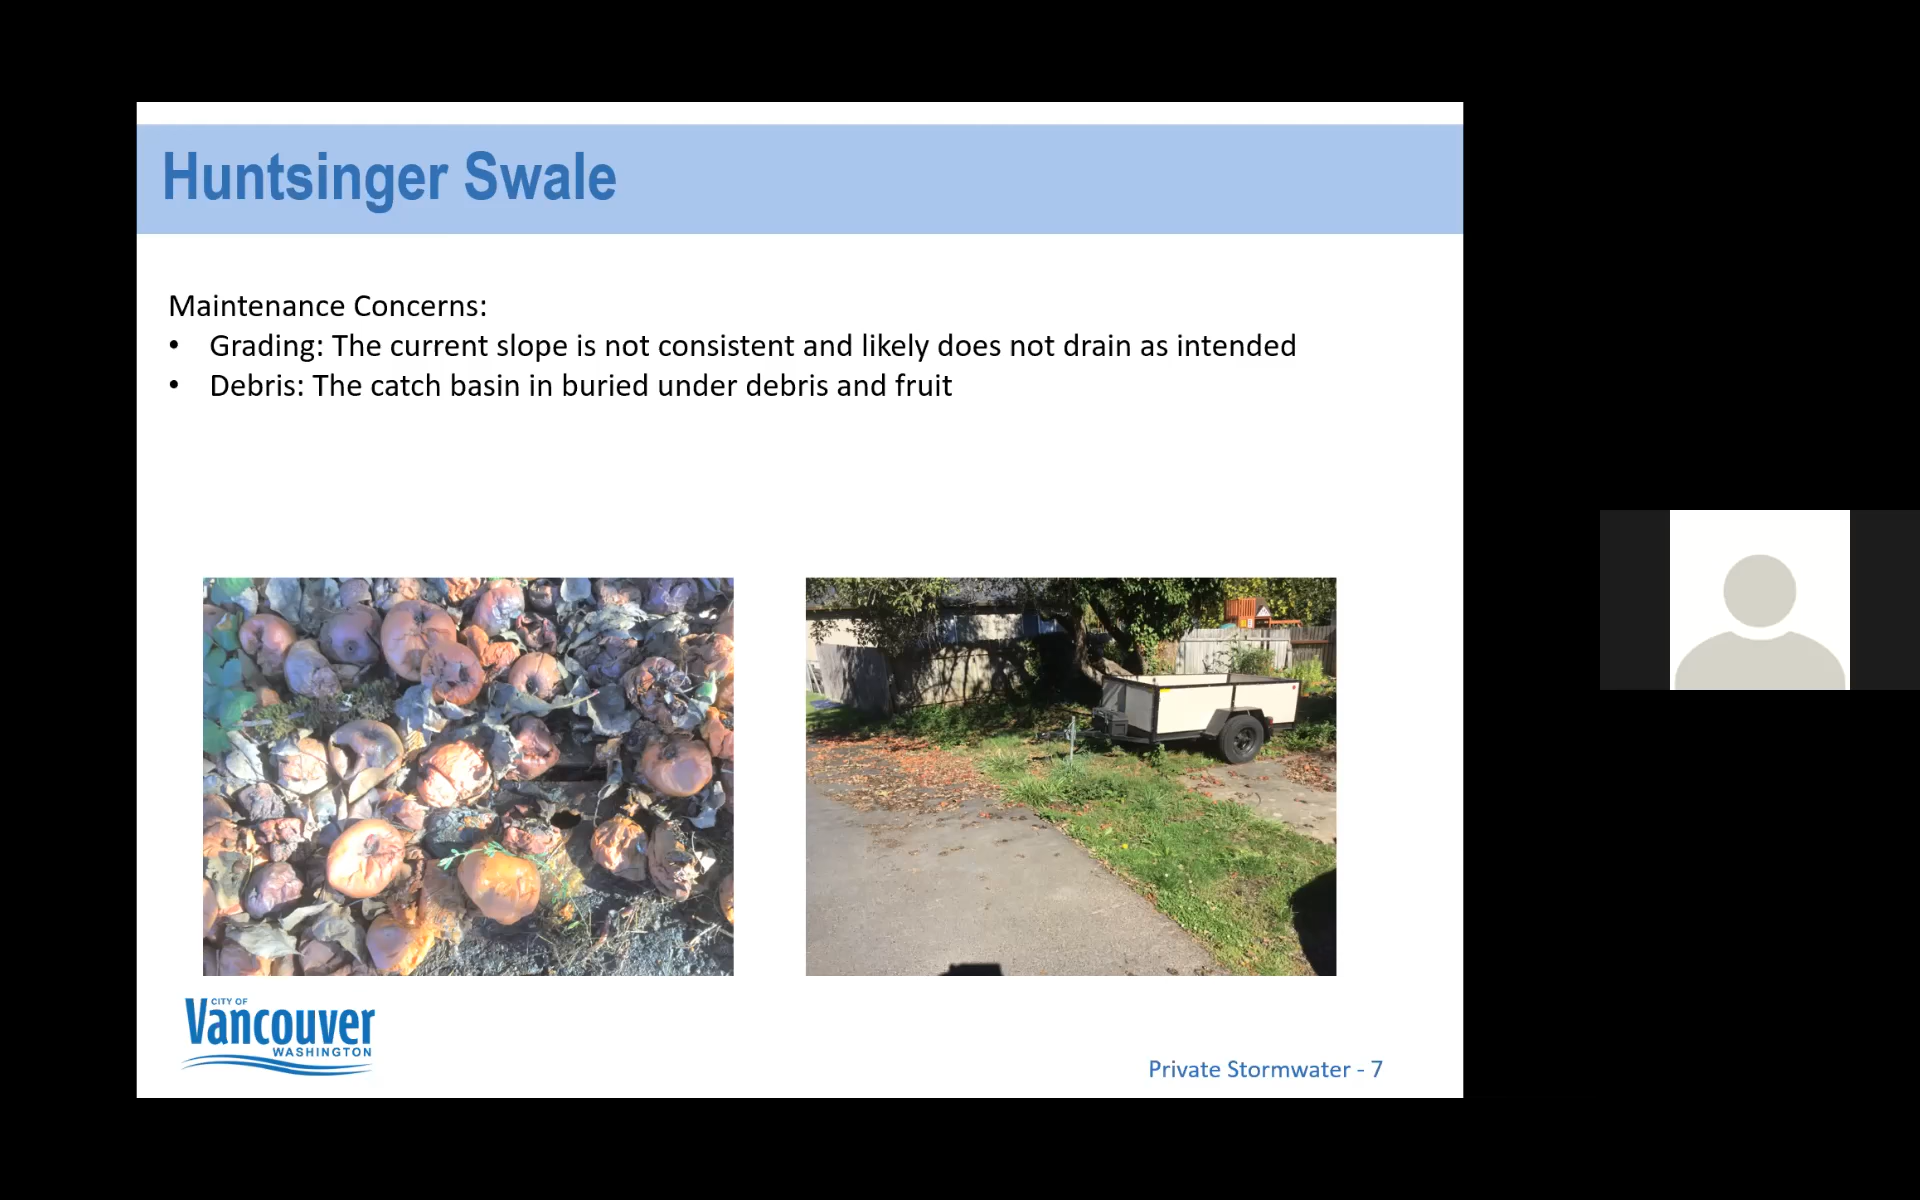 Huntsinger Swale
Maintenance Concerns:
• Grading: The current slope is not consistent and likely does not drain as intended
• Debris: The catch basin in buried under debris and fruit
CITY OF
Vancouver
WASHINGTON
Private Stormwater - 7